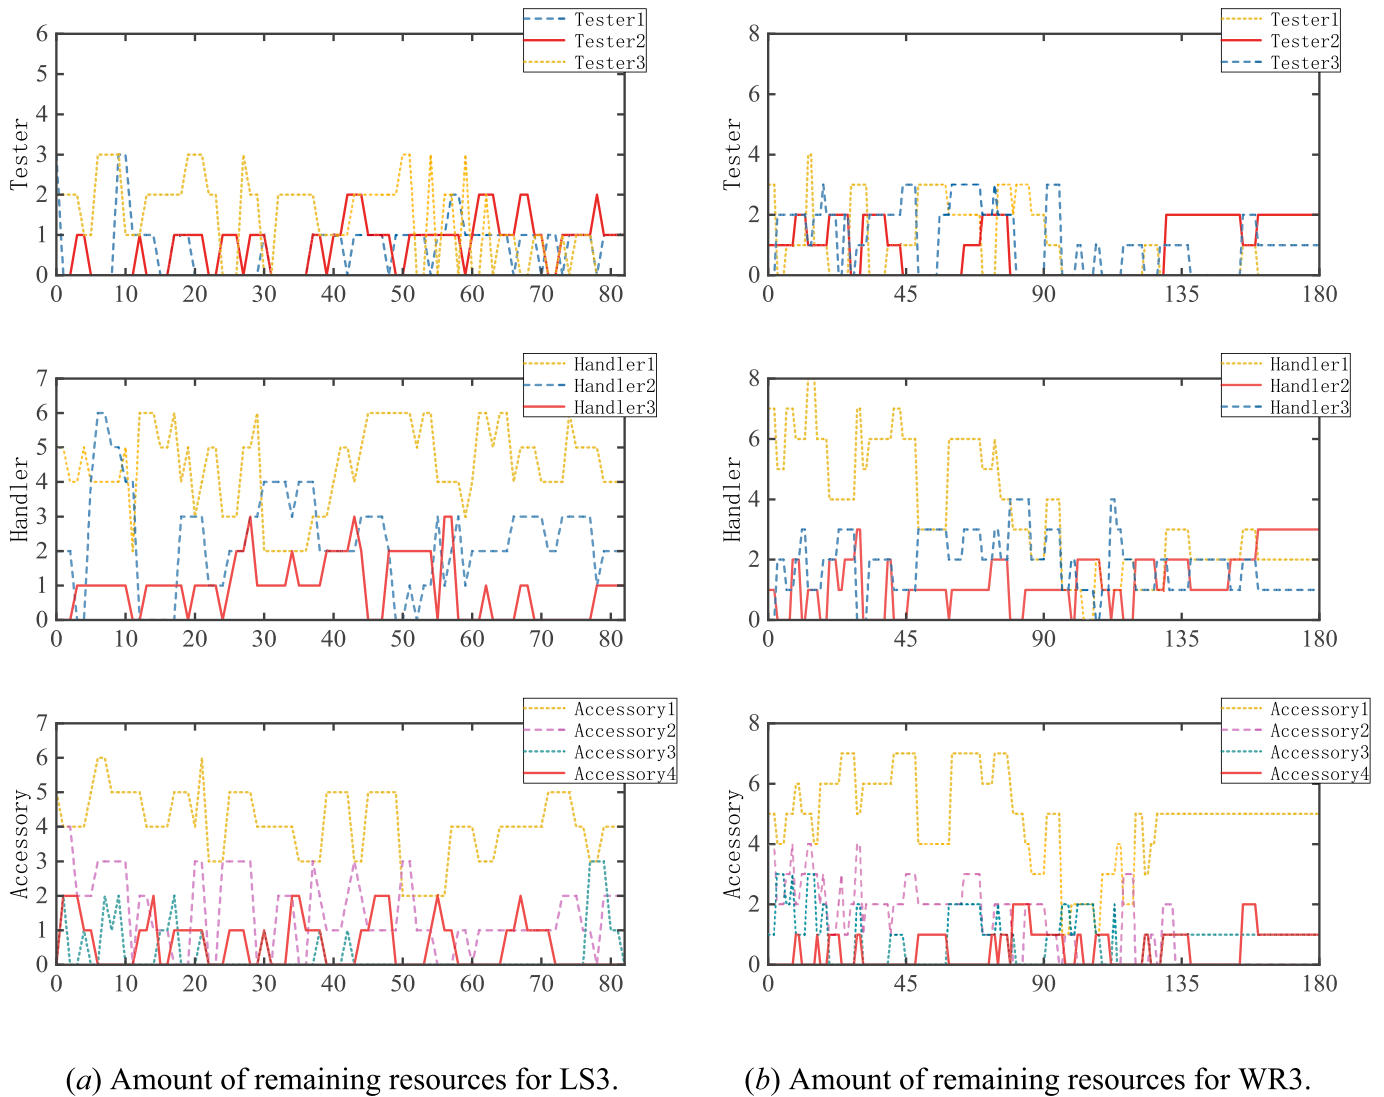 Tester1
Tester2
Tester3
6
5
4
3
2
1
0
Tester
0 10 20 30 40 50 60 70 80
Tester1
Tester2
Tester3
8
6
4
2
0
Tester
0 45 90 135 180
Handler1
Handler2
Handler3
7
6
5
4
3
2
1
0
Handler
0 10 20 30 40 50 60 70 80
Handler1
Handler2
Handler3
8
6
4
2
0
Handler
0 45 90 135 180
Accessory1
Accessory2
Accessory3
Accessory4
7
6
5
4
3
2
1
0
Accessory
0 10 20 30 40 50 60 70 80
Accessory1
Accessory2
Accessory3
Accessory4
8
6
4
2
0
Accessory
0 45 90 135 180
(a) Amount of remaining resources for LS3.
(b) Amount of remaining resources for WR3.